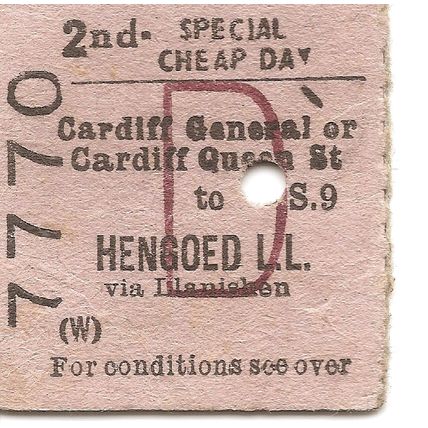 2nd· SPECIAL
CHEAP DAY
Cardiff General or
Cardiff Queen St
to S.9
HENGOED L.L.
via Llanishen
(W)
For conditions see over
7770
D